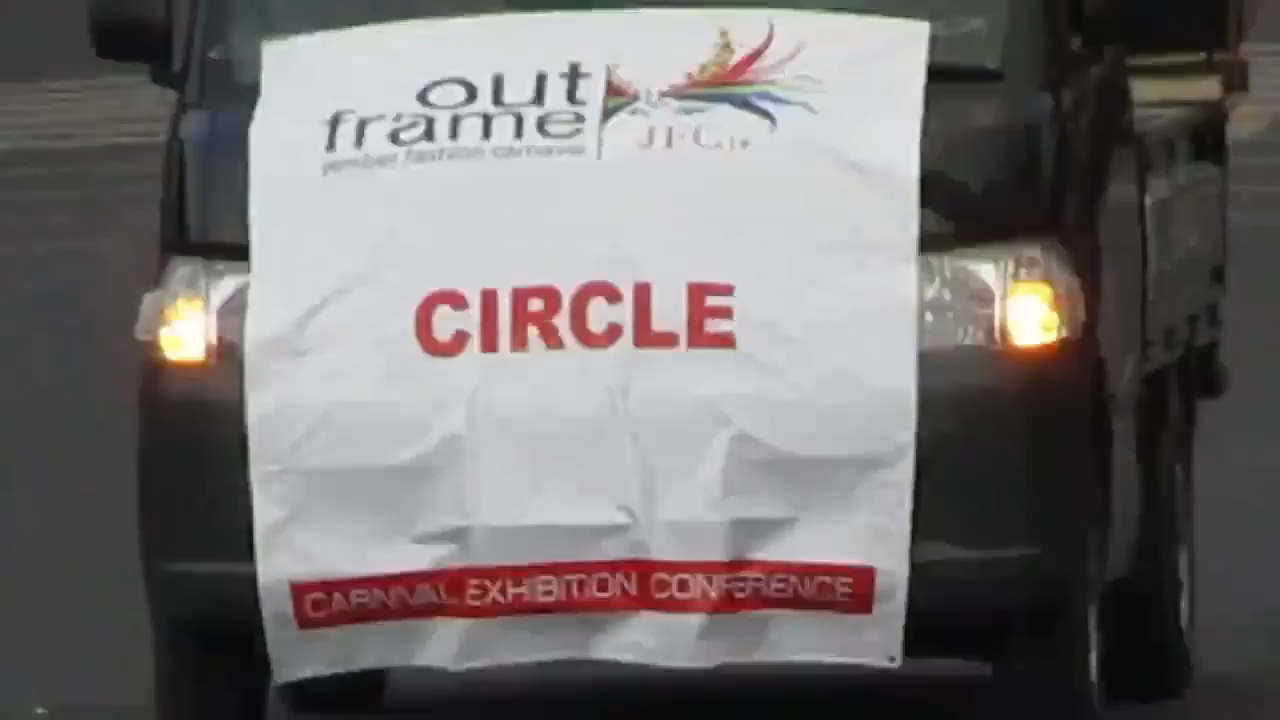 out
frame
jember fashion carnaval
JFC
CIRCLE
CARNIVAL EXHIBITION CONFERENCE